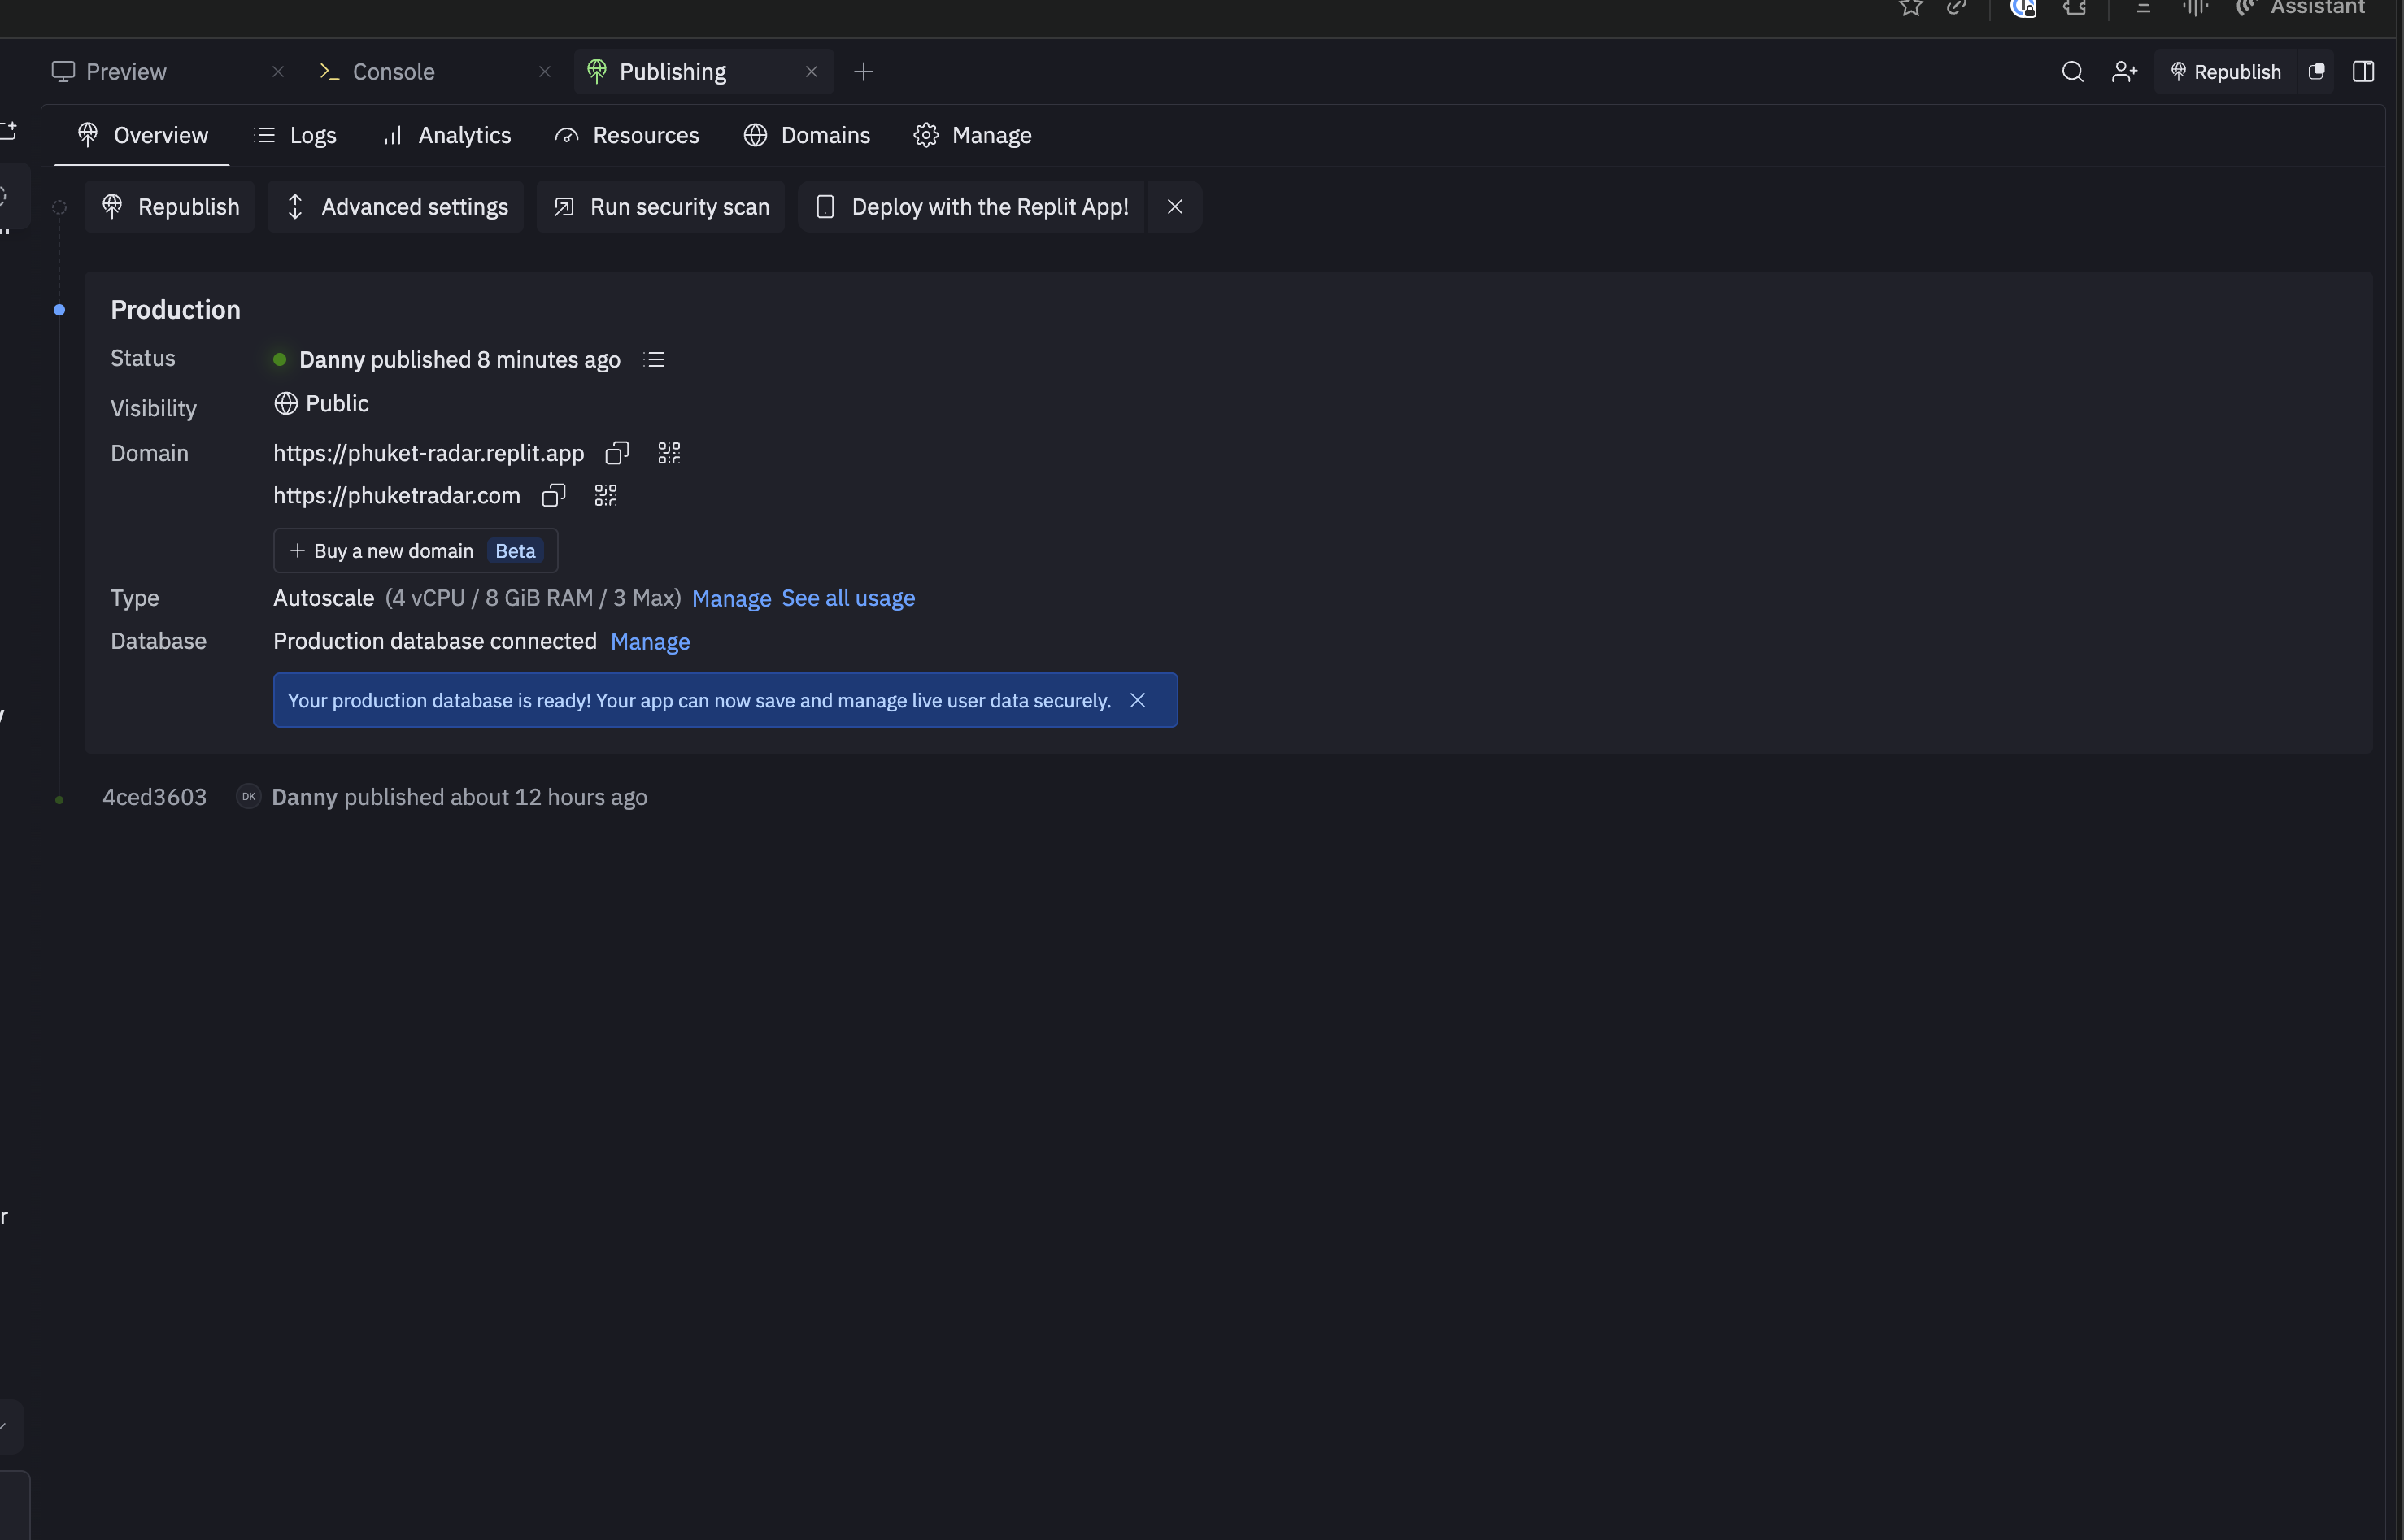 Assistant
Preview
Console
Publishing
Republish
Overview
Logs
Analytics
Resources
Domains
Manage
Republish
Advanced settings
Run security scan
Deploy with the Replit App!
Production
Status
Danny published 8 minutes ago
Visibility
Public
Domain
https://phuket-radar.replit.app
https://phuketradar.com
Buy a new domain Beta
Type
Autoscale (4 vCPU / 8 GiB RAM / 3 Max) Manage See all usage
Database
Production database connected Manage
Your production database is ready! Your app can now save and manage live user data securely.
4ced3603 DK Danny published about 12 hours ago